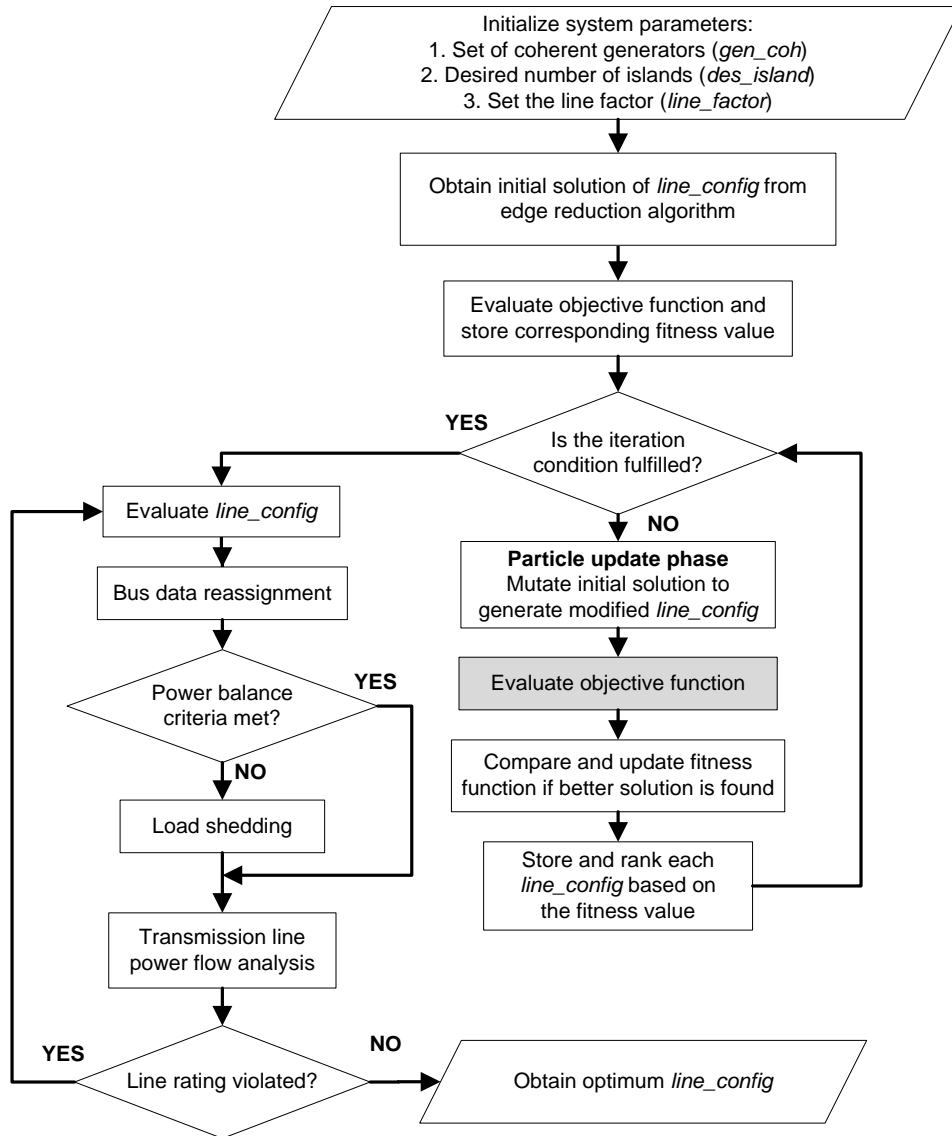 Initialize system parameters:
1. Set of coherent generators (gen_coh)
2. Desired number of islands (des_island)
3. Set the line factor (line_factor)
Obtain initial solution of line_config from
edge reduction algorithm
Evaluate objective function and
store corresponding fitness value
Is the iteration
condition fulfilled?
YES
NO
Particle update phase
Mutate initial solution to
generate modified line_config
Evaluate objective function
Compare and update fitness
function if better solution is found
Store and rank each
line_config based on
the fitness value
Evaluate line_config
Bus data reassignment
Power balance
criteria met?
YES
NO
Load shedding
Transmission line
power flow analysis
Line rating violated?
YES
NO
Obtain optimum line_config